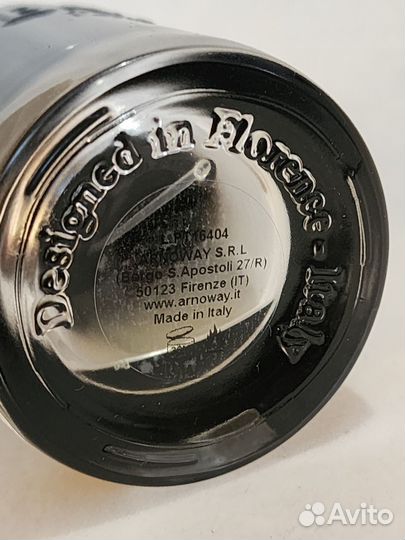 Designed in Florence - Italy
ARNOWAY S.R.L
(Borgo S.Apostoli 27/R)
50123 Firenze (IT)
www.arnoway.it
Made in Italy
Avito